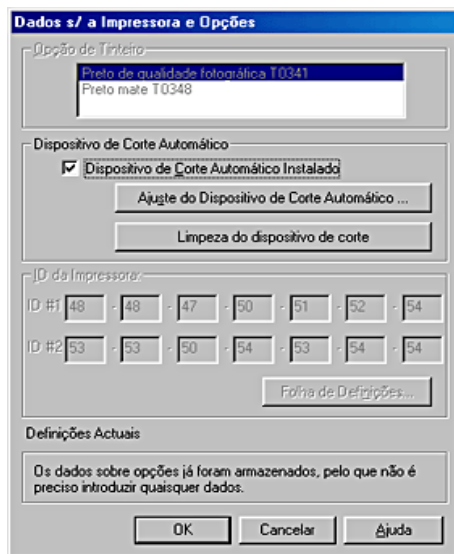 Dados s/ a Impressora e Opções
Opção de Tinteiro
Preto de qualidade fotográfica T0341
Preto mate T0348
Dispositivo de Corte Automático
Dispositivo de Corte Automático Instalado
Ajuste do Dispositivo de Corte Automático ...
Limpeza do dispositivo de corte
ID da Impressora:
ID #1 48 - 48 - 47 - 50 - 51 - 52 - 54
ID #2 53 - 53 - 50 - 54 - 53 - 54 - 54
Folha de Definições...
Definições Actuais
Os dados sobre opções já foram armazenados, pelo que não é
preciso introduzir quaisquer dados.
OK Cancelar Ajuda